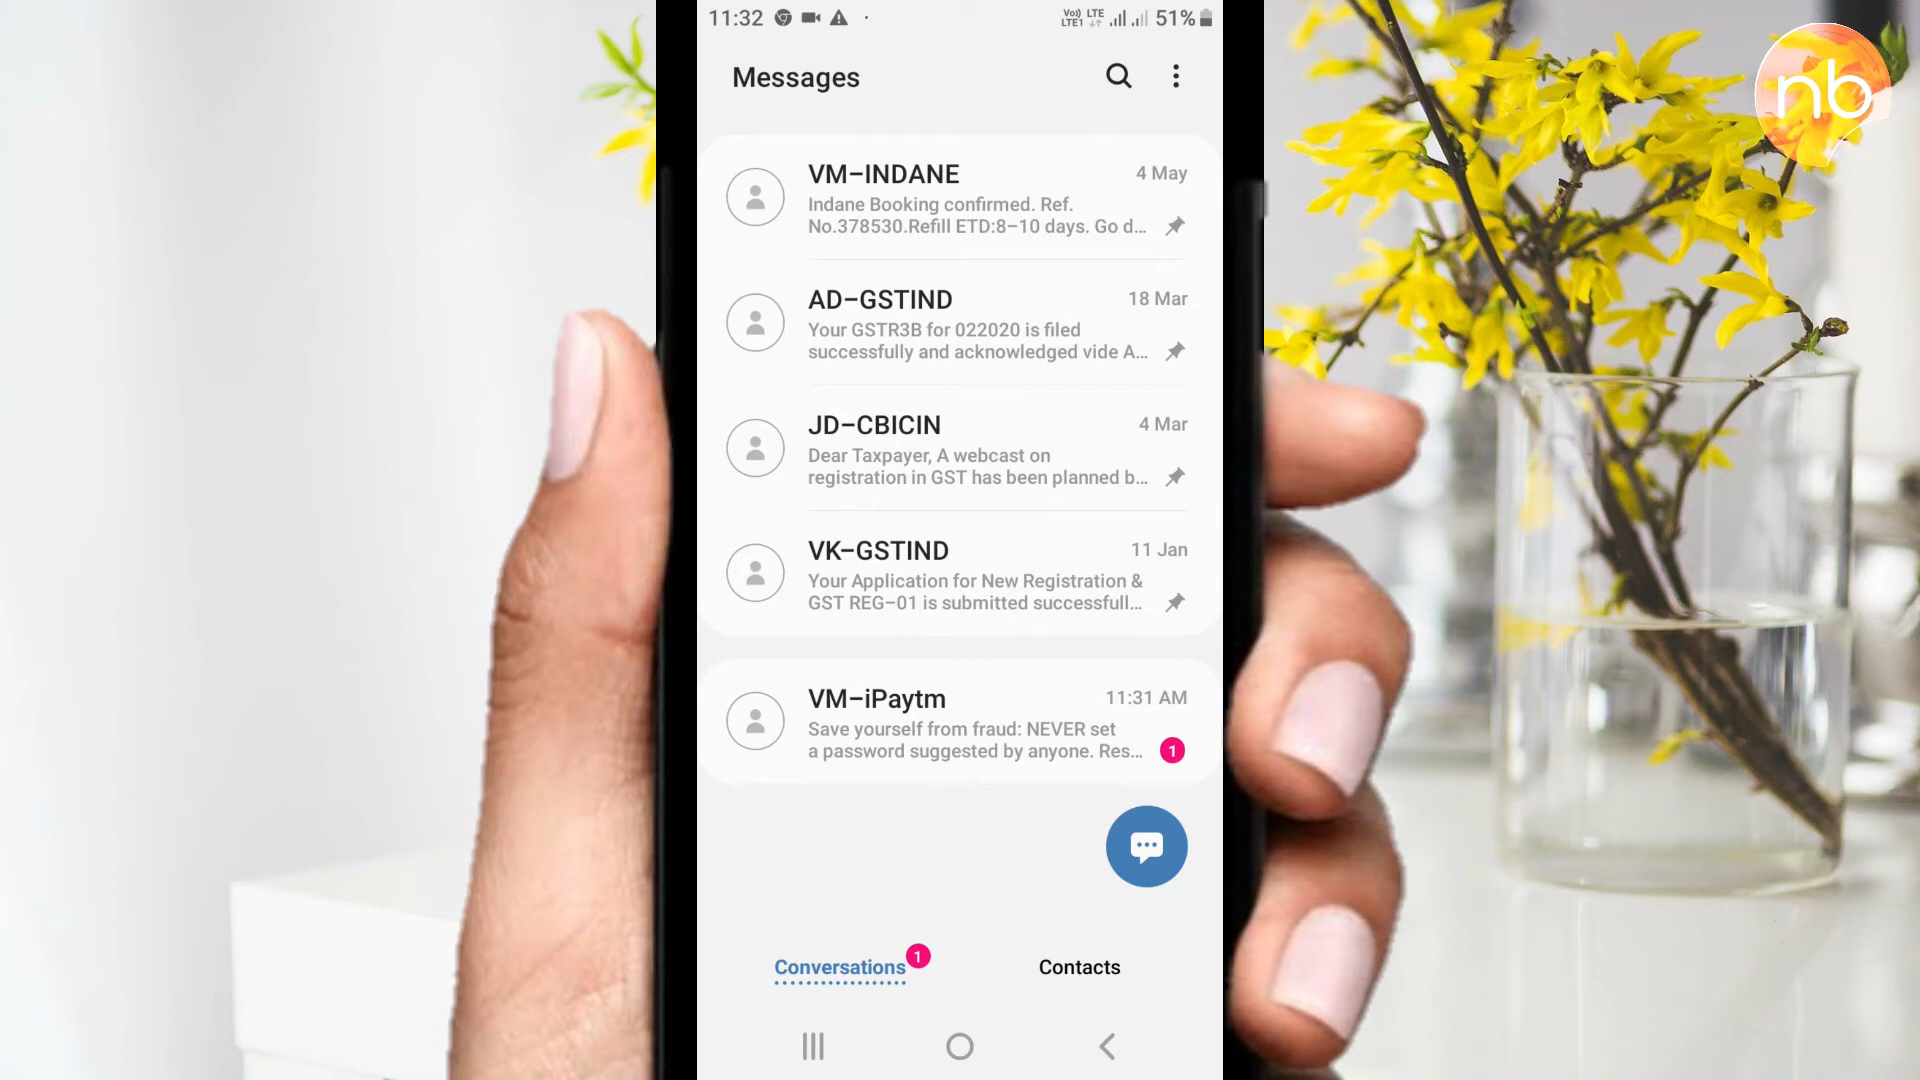 11:32
Vo)) LTE
LTE1
51%
nb
Messages
VM-INDANE
4 May
Indane Booking confirmed. Ref.
No.378530.Refill ETD:8-10 days. Go d...
AD-GSTIND
18 Mar
Your GSTR3B for 022020 is filed
successfully and acknowledged vide A...
JD-CBICIN
4 Mar
Dear Taxpayer, A webcast on
registration in GST has been planned b...
VK-GSTIND
11 Jan
Your Application for New Registration &
GST REG-01 is submitted successfull...
VM-iPaytm
11:31 AM
Save yourself from fraud: NEVER set
a password suggested by anyone. Res...
1
Conversations
1
Contacts